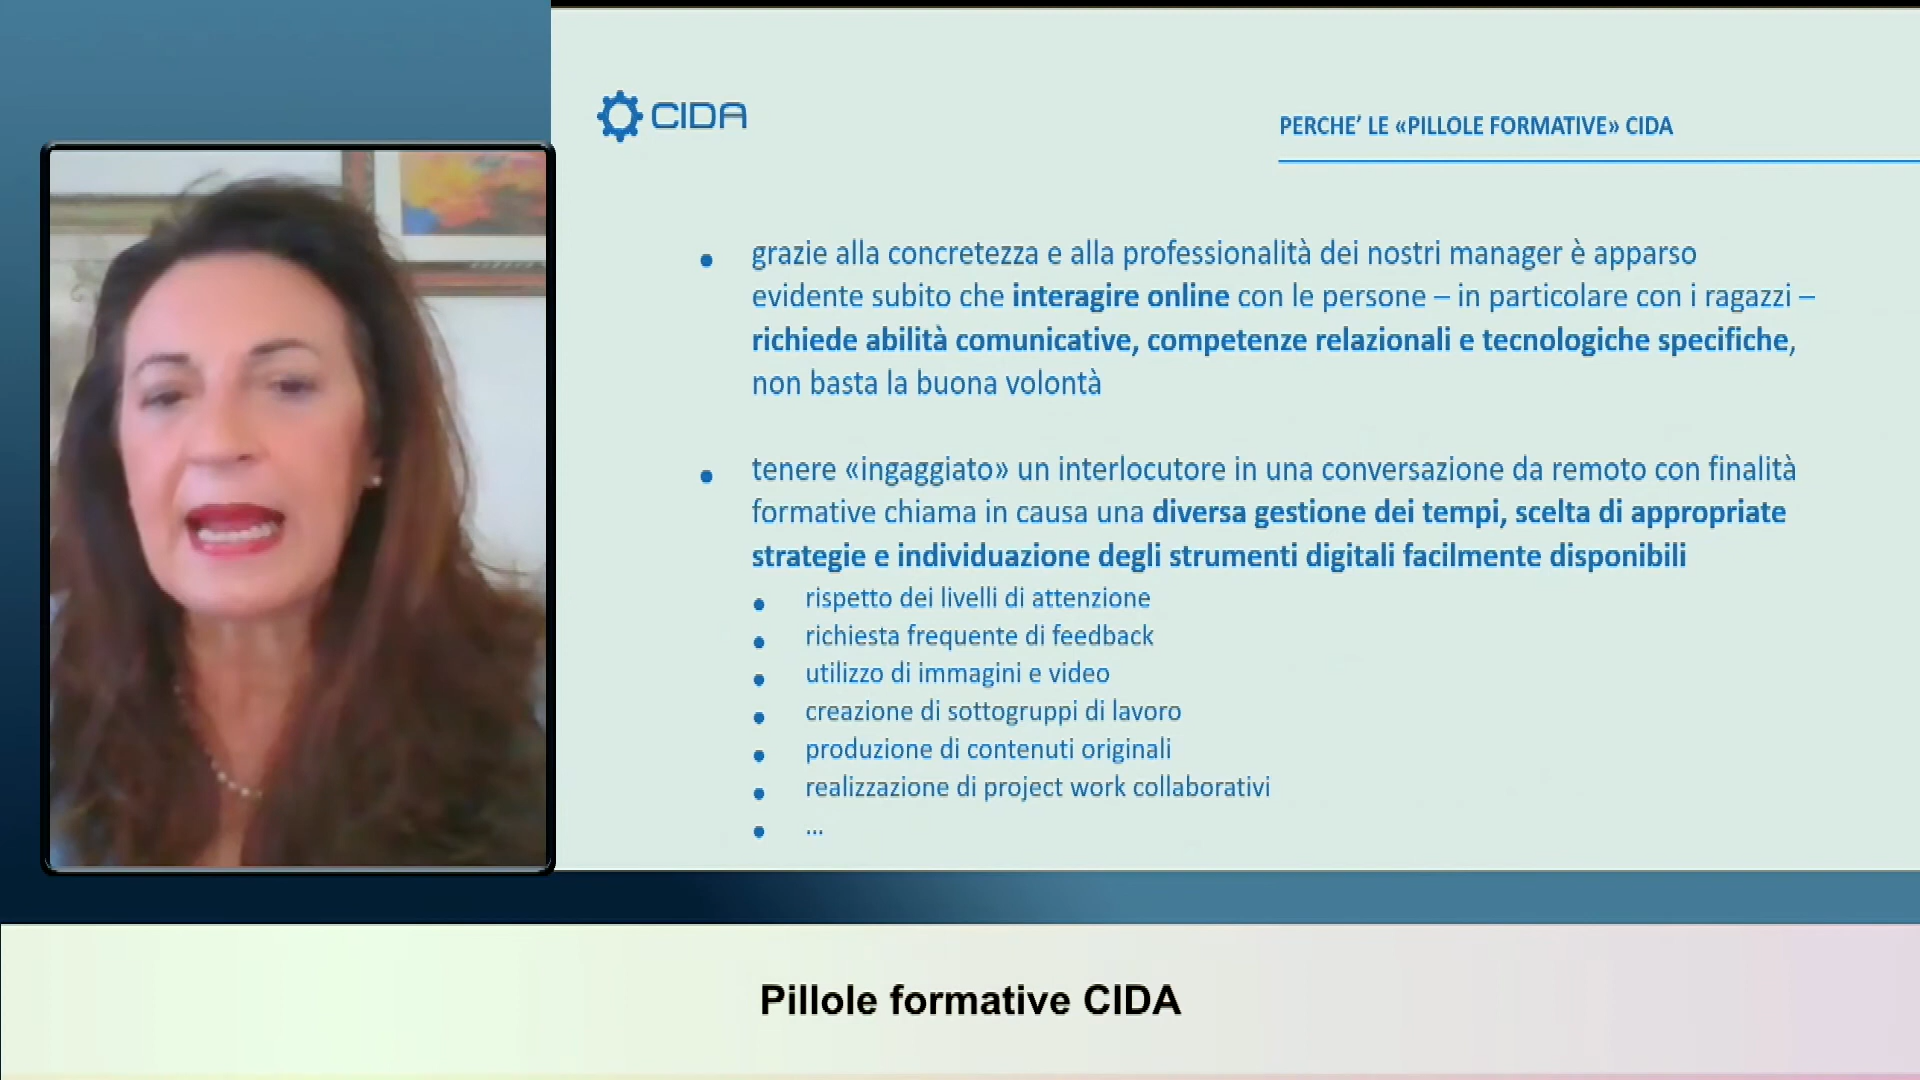 CIDA
PERCHE’ LE «PILLOLE FORMATIVE» CIDA
grazie alla concretezza e alla professionalità dei nostri manager è apparso
evidente subito che interagire online con le persone – in particolare con i ragazzi –
richiede abilità comunicative, competenze relazionali e tecnologiche specifiche,
non basta la buona volontà
tenere «ingaggiato» un interlocutore in una conversazione da remoto con finalità
formative chiama in causa una diversa gestione dei tempi, scelta di appropriate
strategie e individuazione degli strumenti digitali facilmente disponibili
rispetto dei livelli di attenzione
richiesta frequente di feedback
utilizzo di immagini e video
creazione di sottogruppi di lavoro
produzione di contenuti originali
realizzazione di project work collaborativi
...
Pillole formative CIDA